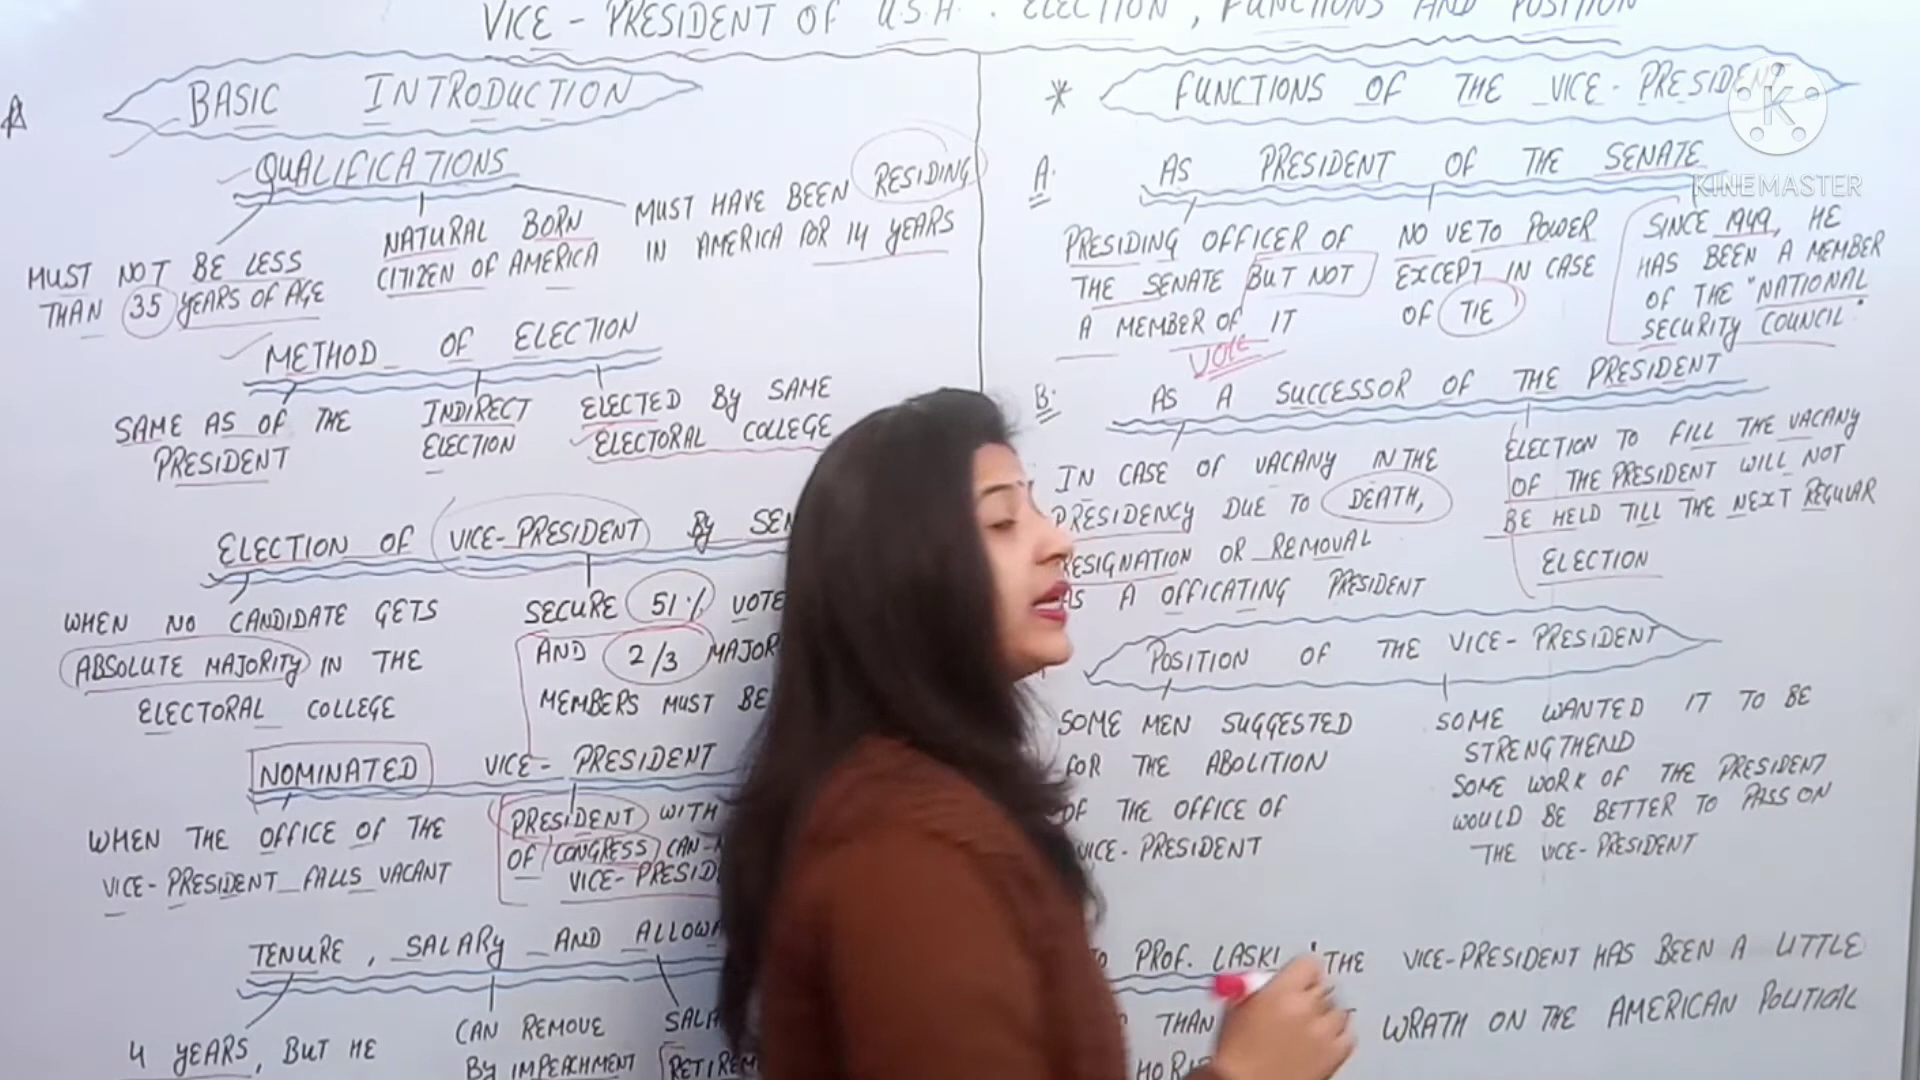 VICE - PRESIDENT OF U.S.A. : ELECTION, FUNCTIONS AND POSITION
BASIC INTRODUCTION
QUALIFICATIONS
MUST NOT BE LESS
THAN 35 YEARS OF AGE
NATURAL BORN
CITIZEN OF AMERICA
MUST HAVE BEEN RESIDING
IN AMERICA FOR 14 YEARS
METHOD OF ELECTION
SAME AS OF THE
PRESIDENT
INDIRECT
ELECTION
ELECTED BY SAME
ELECTORAL COLLEGE
ELECTION OF VICE-PRESIDENT BY
WHEN NO CANDIDATE GETS
ABSOLUTE MAJORITY IN THE
ELECTORAL COLLEGE
SECURE 51% VOTE
AND 2/3
MEMBERS MUST BE
NOMINATED VICE-PRESIDENT
WHEN THE OFFICE OF THE
VICE-PRESIDENT FALLS VACANT
PRESIDENT WITH
OF CONGRESS CAN
VICE-PRESID
TENURE, SALARY AND
4 YEARS, BUT HE
CAN REMOVE
BY IMPEACHMENT
* FUNCTIONS OF THE VICE-PRESIDENT
K
KINEMASTER
A. AS PRESIDENT OF THE SENATE
PRESIDING OFFICER OF
THE SENATE BUT NOT
A MEMBER OF IT
VOTE
NO VETO POWER
EXCEPT IN CASE
OF TIE
SINCE 1949, HE
HAS BEEN A MEMBER
OF THE "NATIONAL
SECURITY COUNCIL"
B. AS A SUCCESSOR OF THE PRESIDENT
IN CASE OF VACANY IN THE
PRESIDENCY DUE TO DEATH,
RESIGNATION OR REMOVAL
AS A OFFICATING PRESIDENT
ELECTION TO FILL THE VACANY
OF THE PRESIDENT WILL NOT
BE HELD TILL THE NEXT REGULAR
ELECTION
POSITION OF THE VICE-PRESIDENT
SOME MEN SUGGESTED
FOR THE ABOLITION
OF THE OFFICE OF
VICE-PRESIDENT
SOME WANTED IT TO BE
STRENGTHEND
SOME WORK OF THE PRESIDENT
WOULD BE BETTER TO PASS ON
THE VICE-PRESIDENT
TO PROF. LASKI 'THE VICE-PRESIDENT HAS BEEN A LITTLE
THAN WRATH ON THE AMERICAN POLITICAL